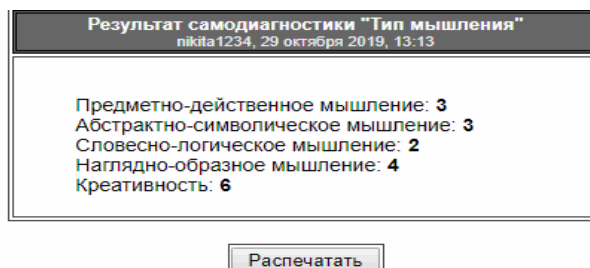 Результат самодиагностики "Тип мышления"
nikita1234, 29 октября 2019, 13:13
Предметно-действенное мышление: 3
Абстрактно-символическое мышление: 3
Словесно-логическое мышление: 2
Наглядно-образное мышление: 4
Креативность: 6
Распечатать